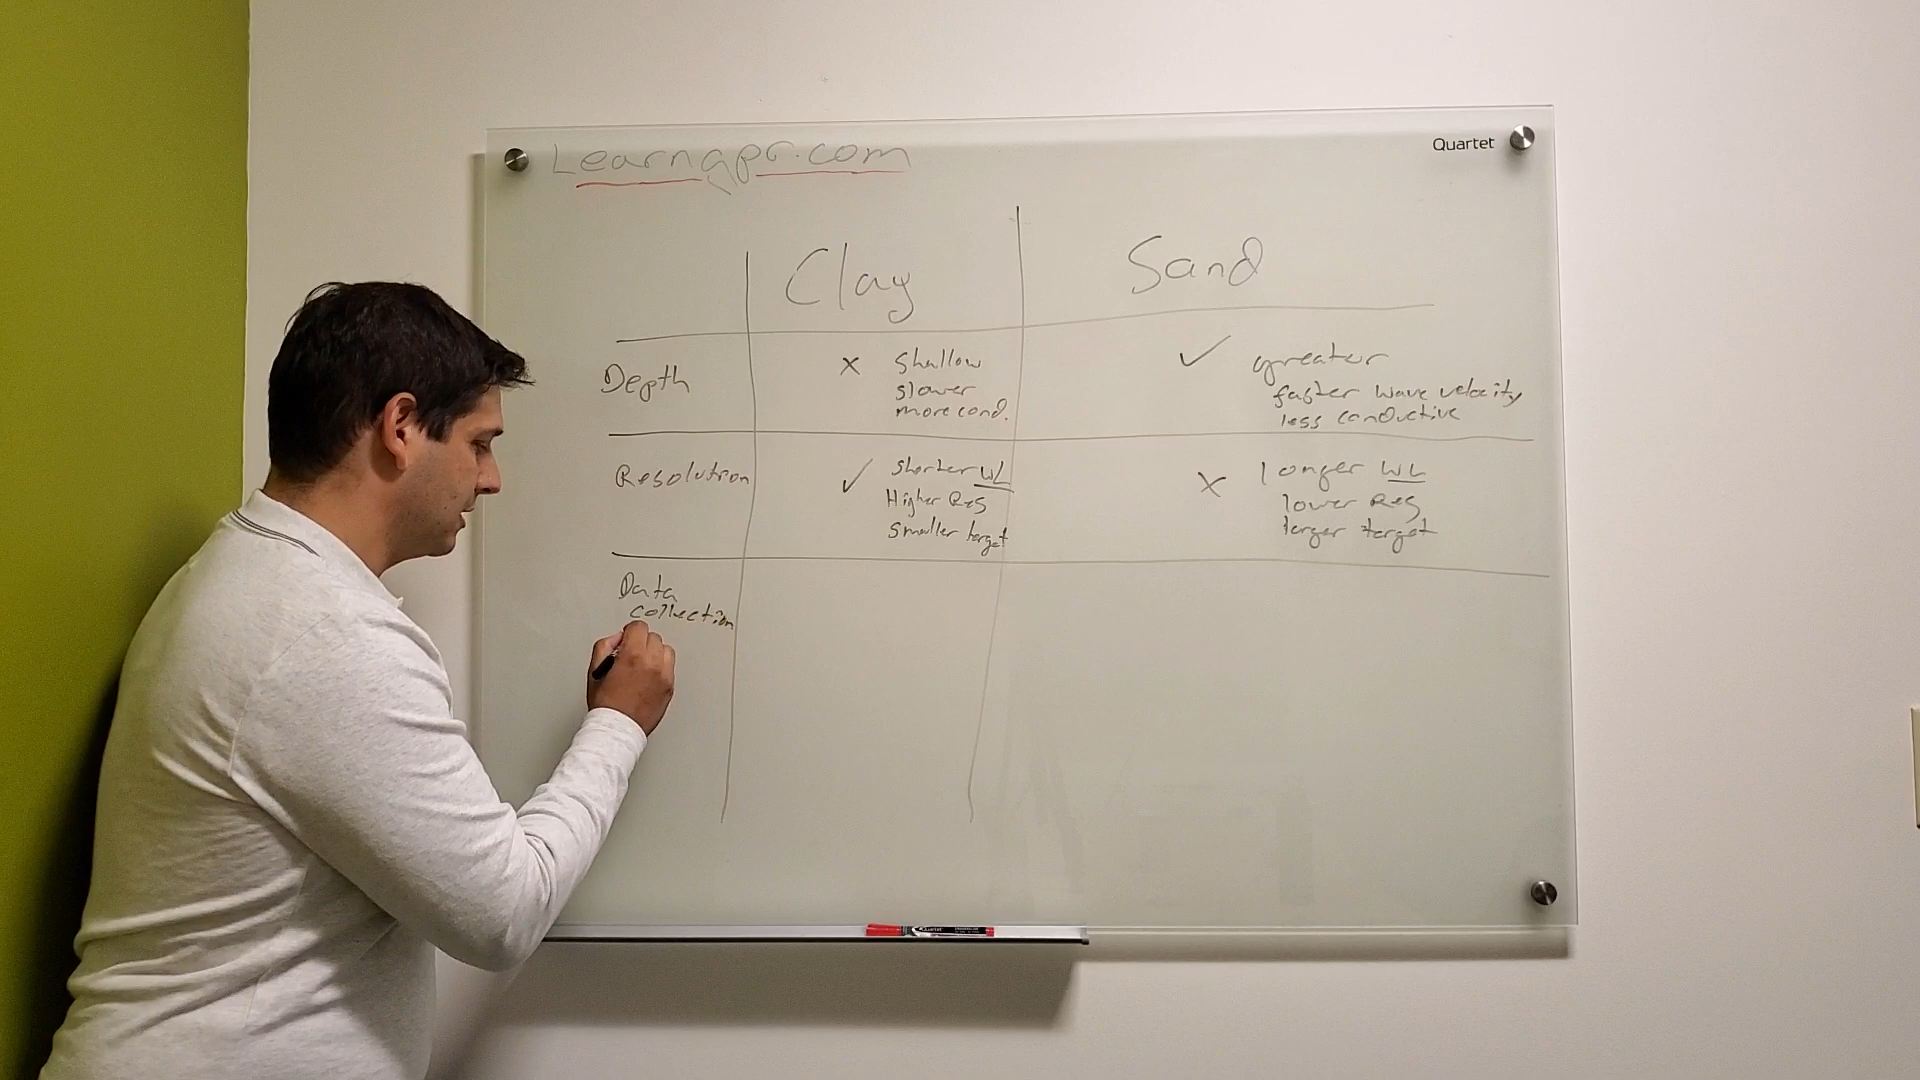 Learngpr.com
Quartet
Clay
Sand
Depth
x shallow
slower
more cond.
✓ greater
faster wave velocity
less conductive
Resolution
✓ shorter WL
Higher Res
smaller target
x longer WL
lower Res
larger target
Data
collection
Quartet